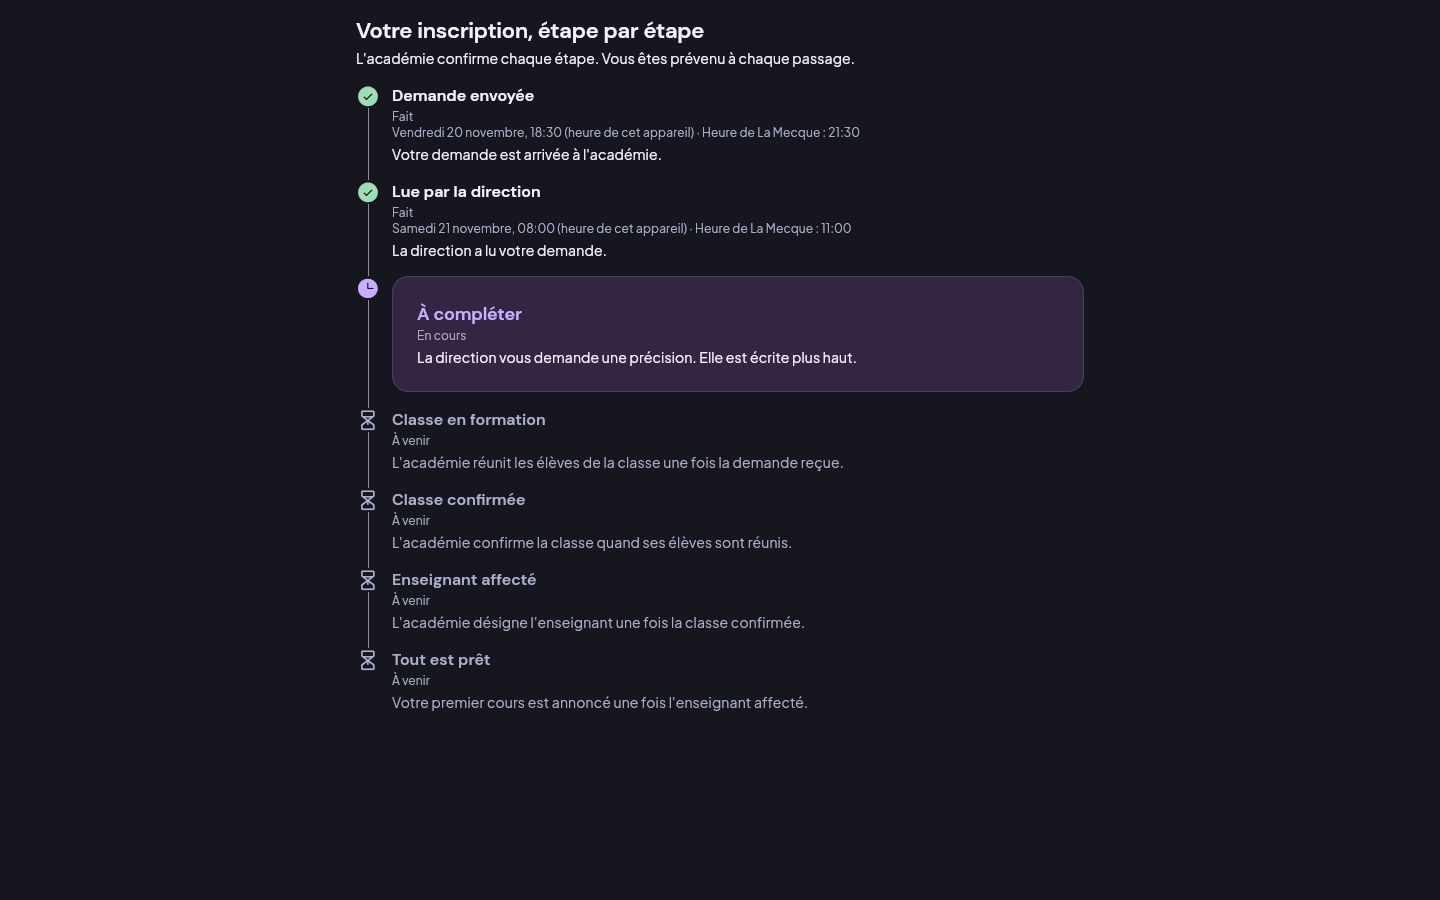 Votre inscription, étape par étape
L'académie confirme chaque étape. Vous êtes prévenu à chaque passage.
Demande envoyée
Fait
Vendredi 20 novembre, 18:30 (heure de cet appareil) · Heure de La Mecque : 21:30
Votre demande est arrivée à l'académie.
Lue par la direction
Fait
Samedi 21 novembre, 08:00 (heure de cet appareil) · Heure de La Mecque : 11:00
La direction a lu votre demande.
À compléter
En cours
La direction vous demande une précision. Elle est écrite plus haut.
Classe en formation
À venir
L'académie réunit les élèves de la classe une fois la demande reçue.
Classe confirmée
À venir
L'académie confirme la classe quand ses élèves sont réunis.
Enseignant affecté
À venir
L'académie désigne l'enseignant une fois la classe confirmée.
Tout est prêt
À venir
Votre premier cours est annoncé une fois l'enseignant affecté.